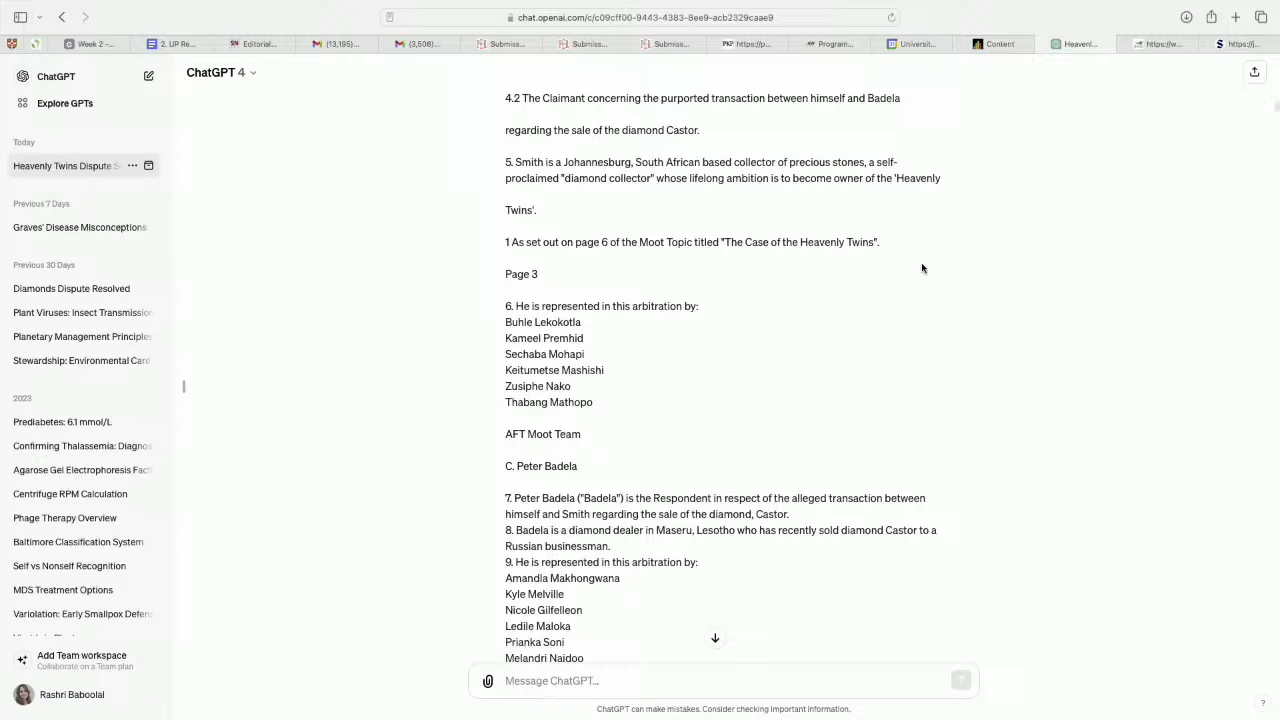 chat.openai.com/c/c09cff00-9443-4383-8ee9-acb2329caae9
Week 2 –...
2. UP Re...
SN Editorial...
(13,195)...
(3,506)...
Submiss...
Submiss...
Submiss...
PKP https://p...
Program...
Universit...
Content
Heavenl...
https://w...
S https://j...
ChatGPT
ChatGPT 4
Explore GPTs
Today
Heavenly Twins Dispute S
Previous 7 Days
Graves' Disease Misconceptions
Previous 30 Days
Diamonds Dispute Resolved
Plant Viruses: Insect Transmission
Planetary Management Principles
Stewardship: Environmental Care
2023
Prediabetes: 6.1 mmol/L
Confirming Thalassemia: Diagnos
Agarose Gel Electrophoresis Facti
Centrifuge RPM Calculation
Phage Therapy Overview
Baltimore Classification System
Self vs Nonself Recognition
MDS Treatment Options
Variolation: Early Smallpox Defens
Add Team workspace
Collaborate on a Team plan
Rashri Baboolal
4.2 The Claimant concerning the purported transaction between himself and Badela
regarding the sale of the diamond Castor.
5. Smith is a Johannesburg, South African based collector of precious stones, a self-
proclaimed "diamond collector" whose lifelong ambition is to become owner of the 'Heavenly
Twins'.
1 As set out on page 6 of the Moot Topic titled "The Case of the Heavenly Twins".
Page 3
6. He is represented in this arbitration by:
Buhle Lekokotla
Kameel Premhid
Sechaba Mohapi
Keitumetse Mashishi
Zusiphe Nako
Thabang Mathopo
AFT Moot Team
C. Peter Badela
7. Peter Badela ("Badela") is the Respondent in respect of the alleged transaction between
himself and Smith regarding the sale of the diamond, Castor.
8. Badela is a diamond dealer in Maseru, Lesotho who has recently sold diamond Castor to a
Russian businessman.
9. He is represented in this arbitration by:
Amandla Makhongwana
Kyle Melville
Nicole Gilfelleon
Ledile Maloka
Prianka Soni
Melandri Naidoo
Message ChatGPT...
ChatGPT can make mistakes. Consider checking important information.
?